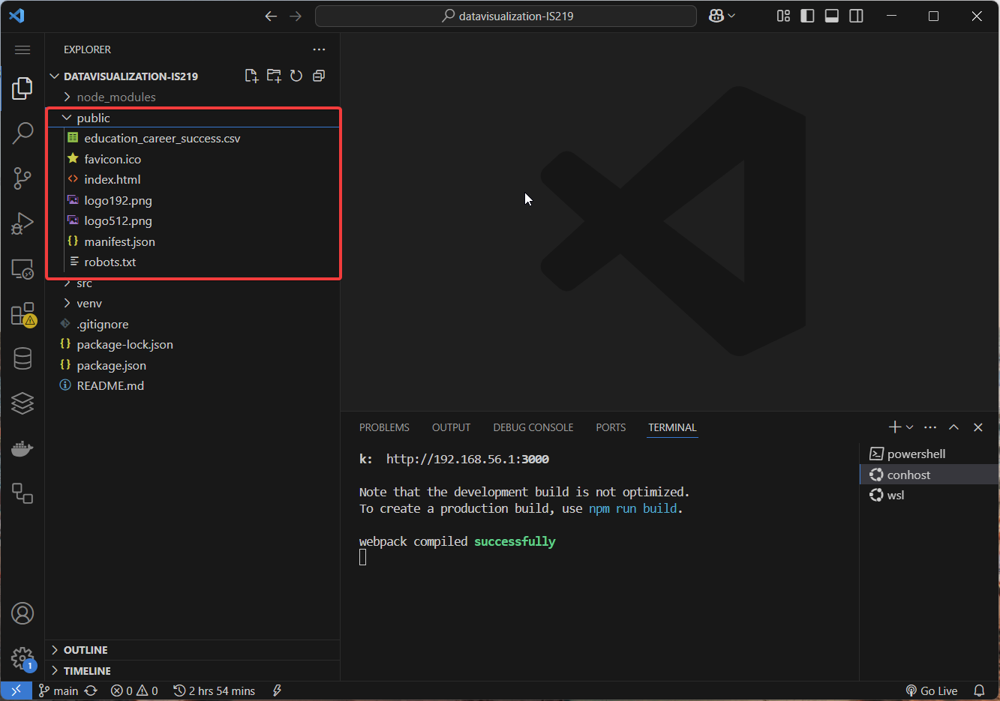 datavisualization-IS219
EXPLORER
DATAVISUALIZATION-IS219
node_modules
public
education_career_success.csv
favicon.ico
index.html
logo192.png
logo512.png
manifest.json
robots.txt
src
venv
.gitignore
package-lock.json
package.json
README.md
OUTLINE
TIMELINE
PROBLEMS OUTPUT DEBUG CONSOLE PORTS TERMINAL
k:  http://192.168.56.1:3000
Note that the development build is not optimized.
To create a production build, use npm run build.
webpack compiled successfully
powershell
conhost
wsl
1
main 0 0 2 hrs 54 mins Go Live